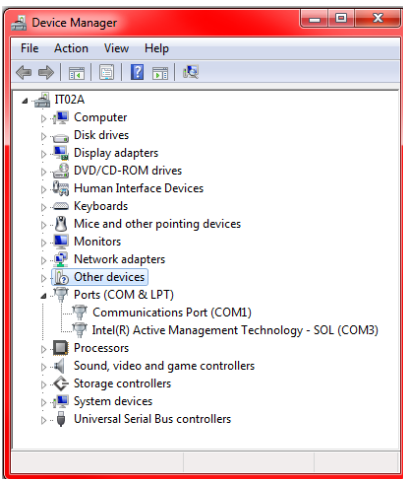 Device Manager
File Action View Help
IT02A
Computer
Disk drives
Display adapters
DVD/CD-ROM drives
Human Interface Devices
Keyboards
Mice and other pointing devices
Monitors
Network adapters
Other devices
Ports (COM & LPT)
Communications Port (COM1)
Intel(R) Active Management Technology - SOL (COM3)
Processors
Sound, video and game controllers
Storage controllers
System devices
Universal Serial Bus controllers